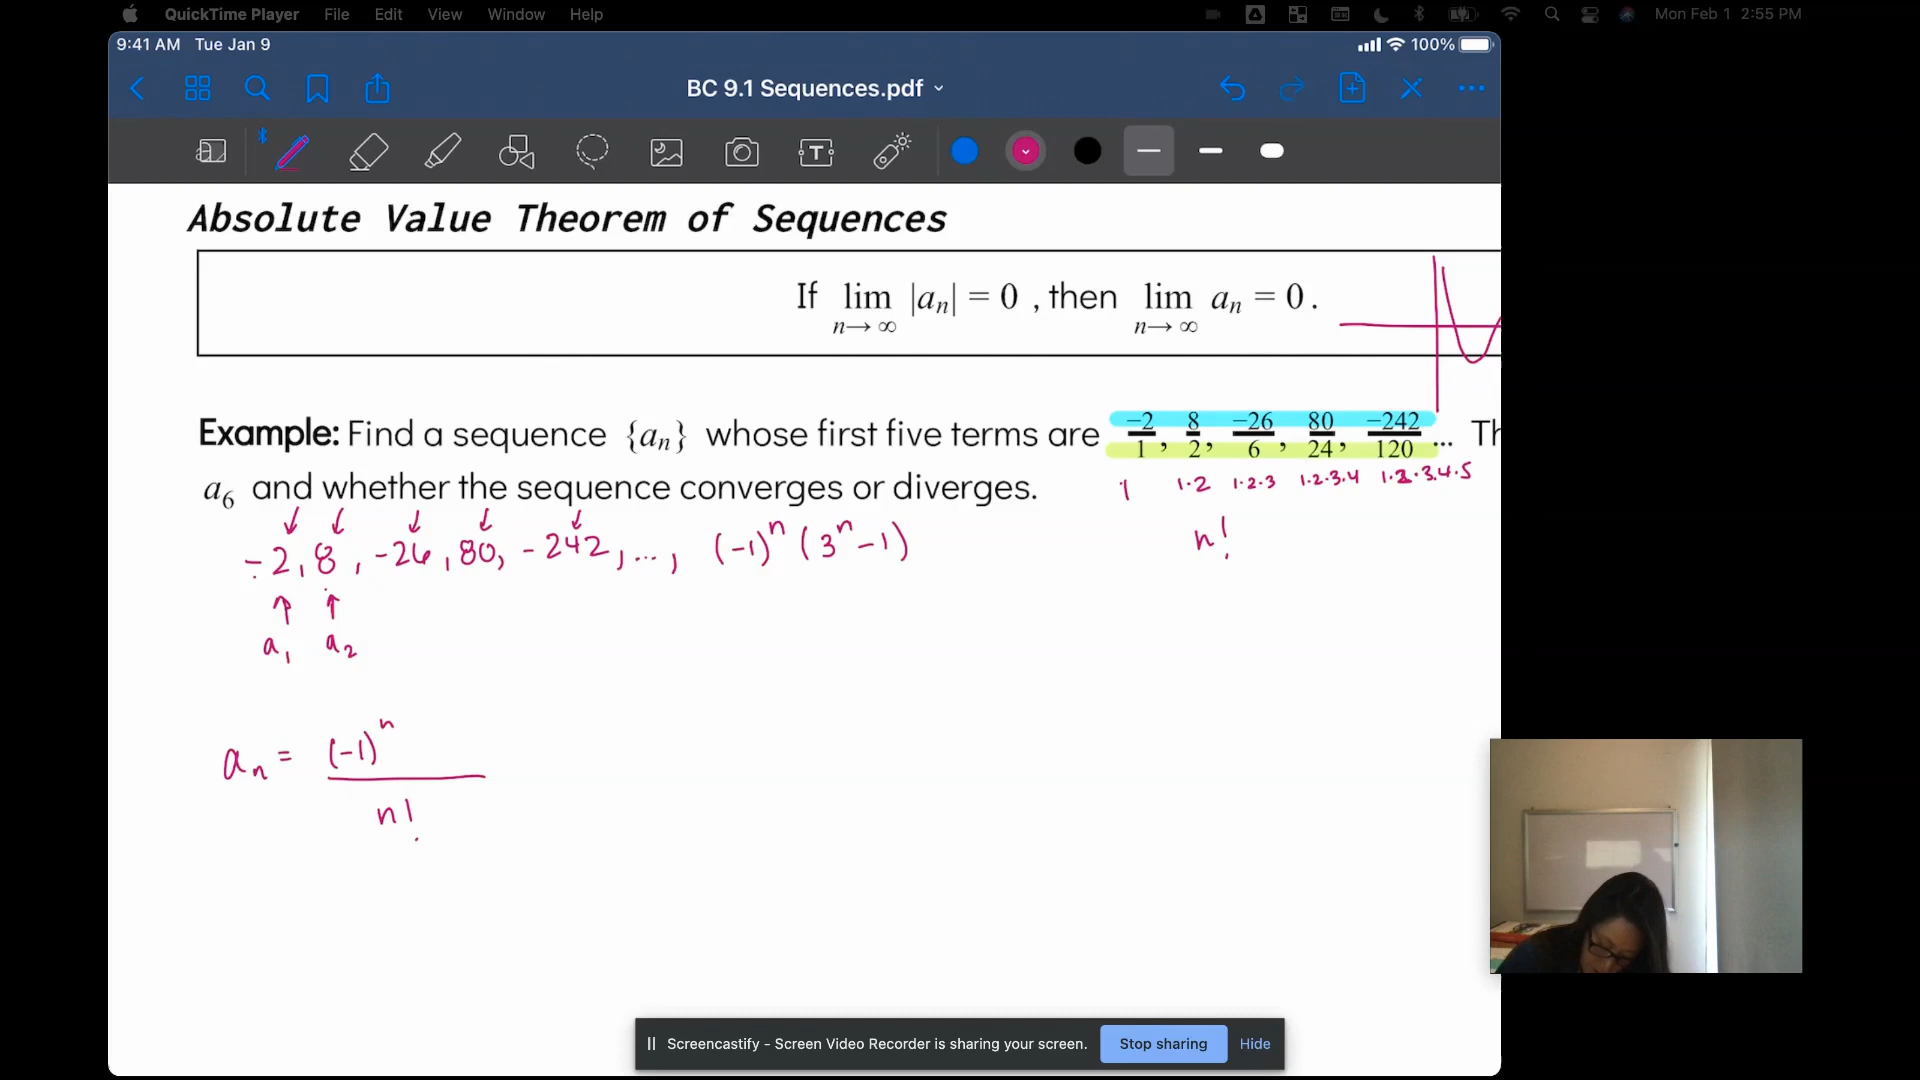 QuickTime Player File Edit View Window Help Mon Feb 1 2:55 PM
9:41 AM Tue Jan 9 100%
BC 9.1 Sequences.pdf
T
Absolute Value Theorem of Sequences
If lim n→∞ |aₙ| = 0 , then lim n→∞ aₙ = 0 .
Example: Find a sequence {aₙ} whose first five terms are −2/1 , 8/2 , −26/6 , 80/24 , −242/120 ... Th
a₆ and whether the sequence converges or diverges.
1 1·2 1·2·3 1·2·3·4 1·2·3·4·5
-2, 8, -26, 80, -242, ..., (-1)ⁿ (3ⁿ-1)
n!
a₁ a₂
aₙ = (-1)ⁿ / n!
Screencastify - Screen Video Recorder is sharing your screen. Stop sharing Hide